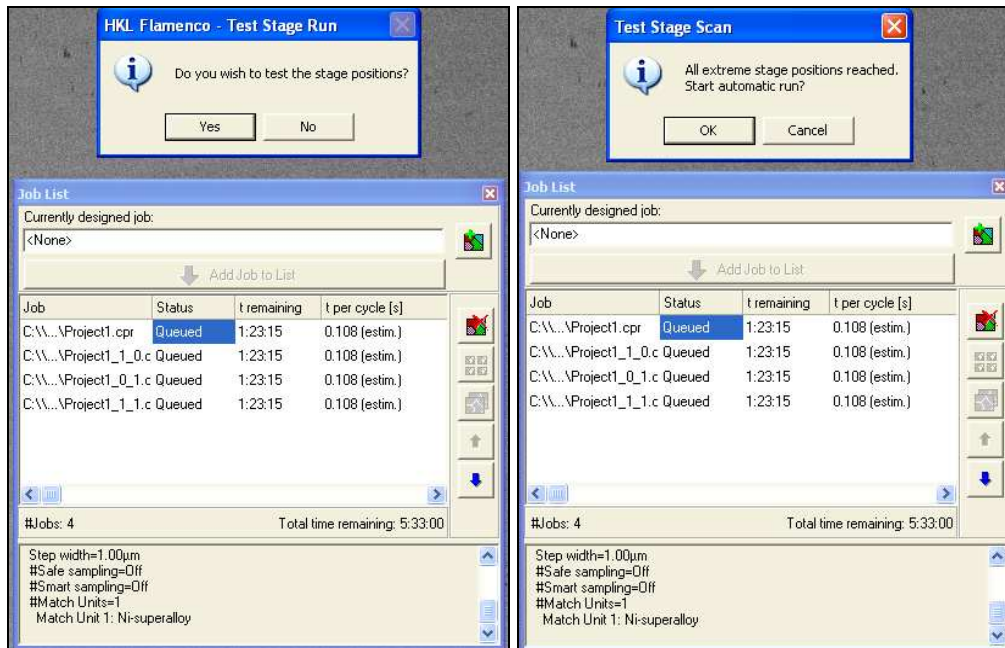 HKL Flamenco - Test Stage Run
Do you wish to test the stage positions?
Yes No
Job List
Currently designed job:
<None>
Add Job to List
Job Status t remaining t per cycle [s]
C:\\...\Project1.cpr Queued 1:23:15 0.108 (estim.)
C:\\...\Project1_1_0.c Queued 1:23:15 0.108 (estim.)
C:\\...\Project1_0_1.c Queued 1:23:15 0.108 (estim.)
C:\\...\Project1_1_1.c Queued 1:23:15 0.108 (estim.)
#Jobs: 4 Total time remaining: 5:33:00
Step width=1.00µm
#Safe sampling=Off
#Smart sampling=Off
#Match Units=1
Match Unit 1: Ni-superalloy
Test Stage Scan
All extreme stage positions reached.
Start automatic run?
OK Cancel
Job List
Currently designed job:
<None>
Add Job to List
Job Status t remaining t per cycle [s]
C:\\...\Project1.cpr Queued 1:23:15 0.108 (estim.)
C:\\...\Project1_1_0.c Queued 1:23:15 0.108 (estim.)
C:\\...\Project1_0_1.c Queued 1:23:15 0.108 (estim.)
C:\\...\Project1_1_1.c Queued 1:23:15 0.108 (estim.)
#Jobs: 4 Total time remaining: 5:33:00
Step width=1.00µm
#Safe sampling=Off
#Smart sampling=Off
#Match Units=1
Match Unit 1: Ni-superalloy